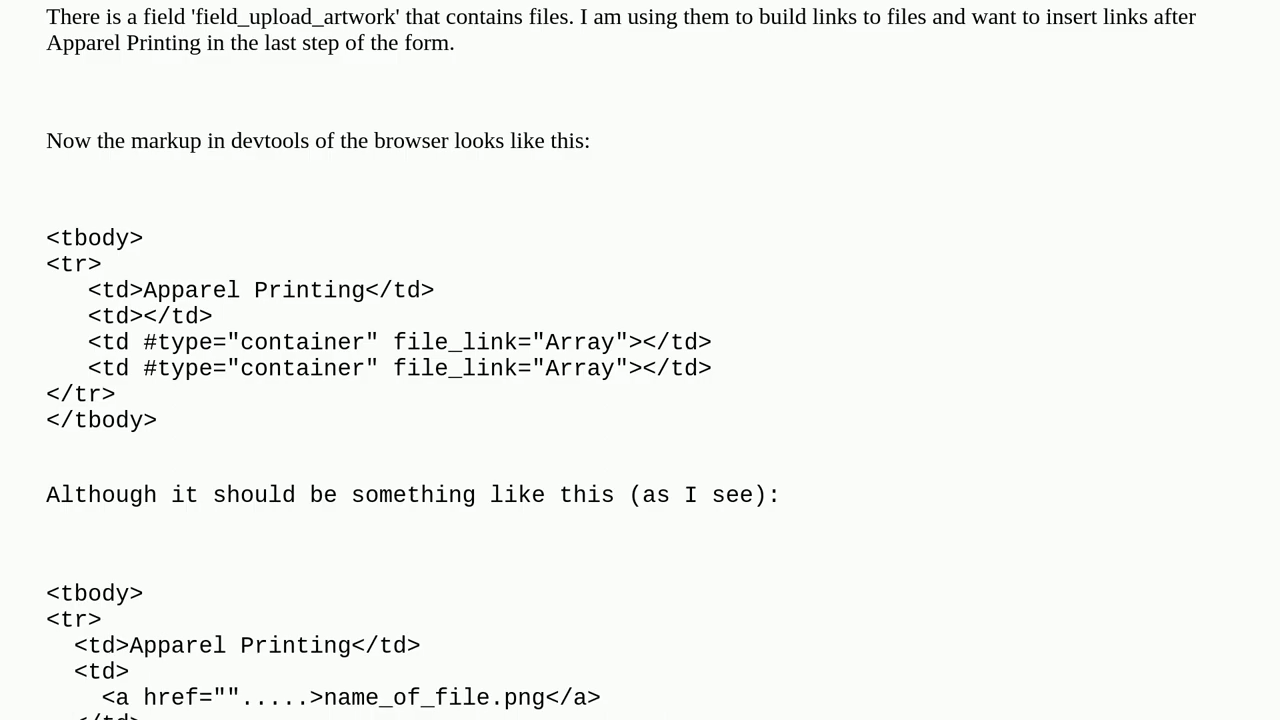 There is a field 'field_upload_artwork' that contains files. I am using them to build links to files and want to insert links after
Apparel Printing in the last step of the form.
Now the markup in devtools of the browser looks like this:
<tbody>
<tr>
   <td>Apparel Printing</td>
   <td></td>
   <td #type="container" file_link="Array"></td>
   <td #type="container" file_link="Array"></td>
</tr>
</tbody>
Although it should be something like this (as I see):
<tbody>
<tr>
  <td>Apparel Printing</td>
  <td>
    <a href="".....>name_of_file.png</a>
  </td>